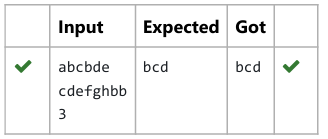 Input Expected Got
abcbde bcd bcd
cdefghbb
3